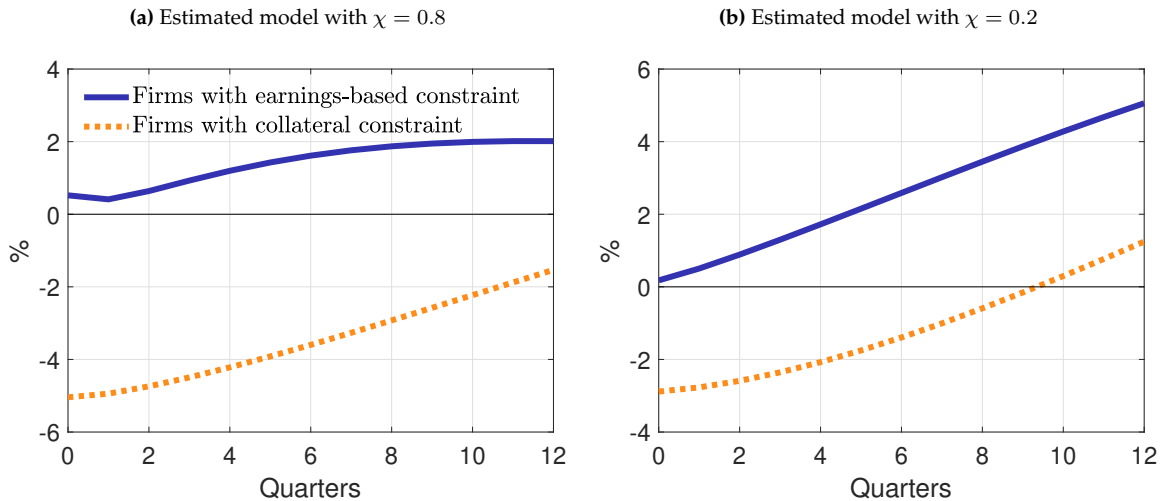 (a) Estimated model with χ = 0.8
4
2
0
-2
-4
-6
%
Firms with earnings-based constraint
Firms with collateral constraint
0 2 4 6 8 10 12
Quarters
(b) Estimated model with χ = 0.2
6
4
2
0
-2
-4
%
0 2 4 6 8 10 12
Quarters